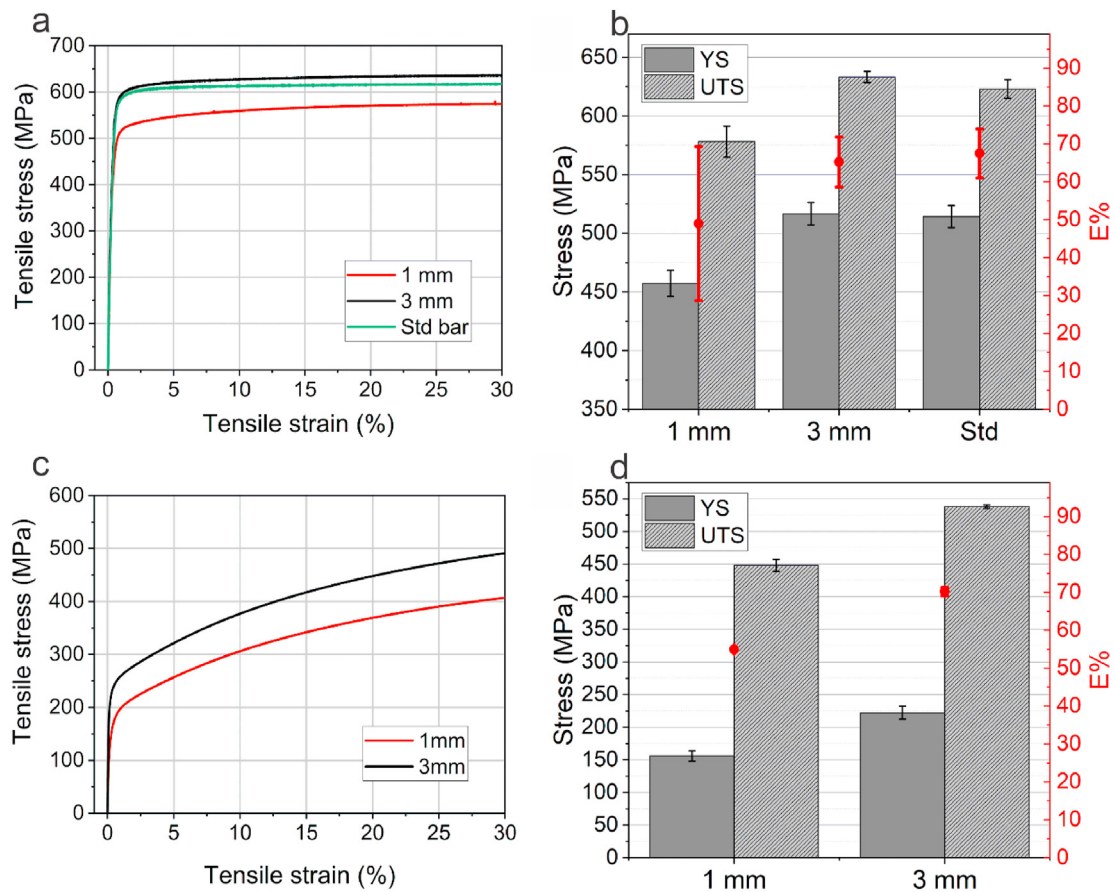 a
700
600
500
400
300
200
100
0
Tensile stress (MPa)
0 5 10 15 20 25 30
Tensile strain (%)
1 mm
3 mm
Std bar
b
650
600
550
500
450
400
350
Stress (MPa)
YS
UTS
90
80
70
60
50
40
30
20
10
0
E%
1 mm 3 mm Std
c
600
500
400
300
200
100
0
Tensile stress (MPa)
0 5 10 15 20 25 30
Tensile strain (%)
1mm
3mm
d
550
500
450
400
350
300
250
200
150
100
50
0
Stress (MPa)
YS
UTS
90
80
70
60
50
40
30
20
10
0
E%
1 mm 3 mm